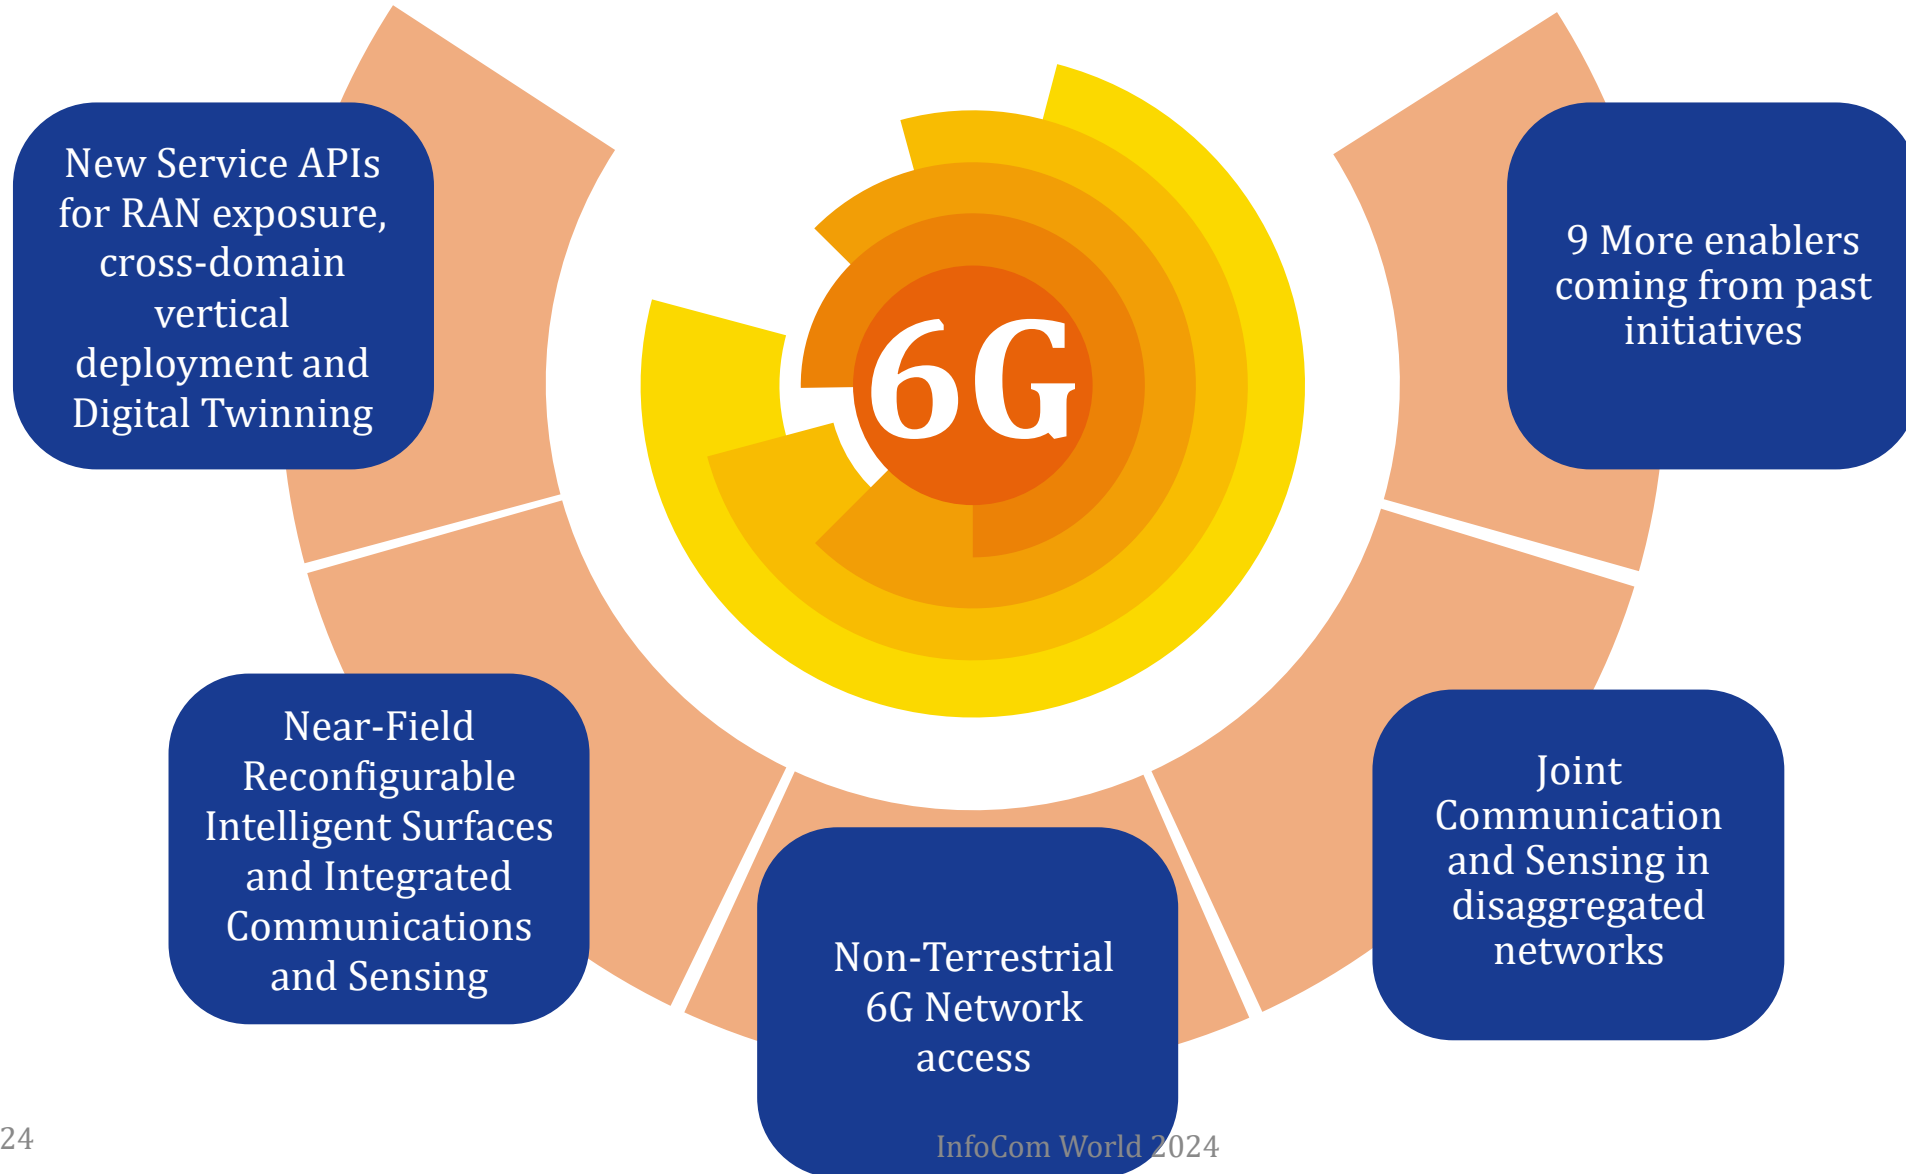 New Service APIs
for RAN exposure,
cross-domain
vertical
deployment and
Digital Twinning
6G
9 More enablers
coming from past
initiatives
Near-Field
Reconfigurable
Intelligent Surfaces
and Integrated
Communications
and Sensing
Non-Terrestrial
6G Network
access
Joint
Communication
and Sensing in
disaggregated
networks
24
InfoCom World 2024